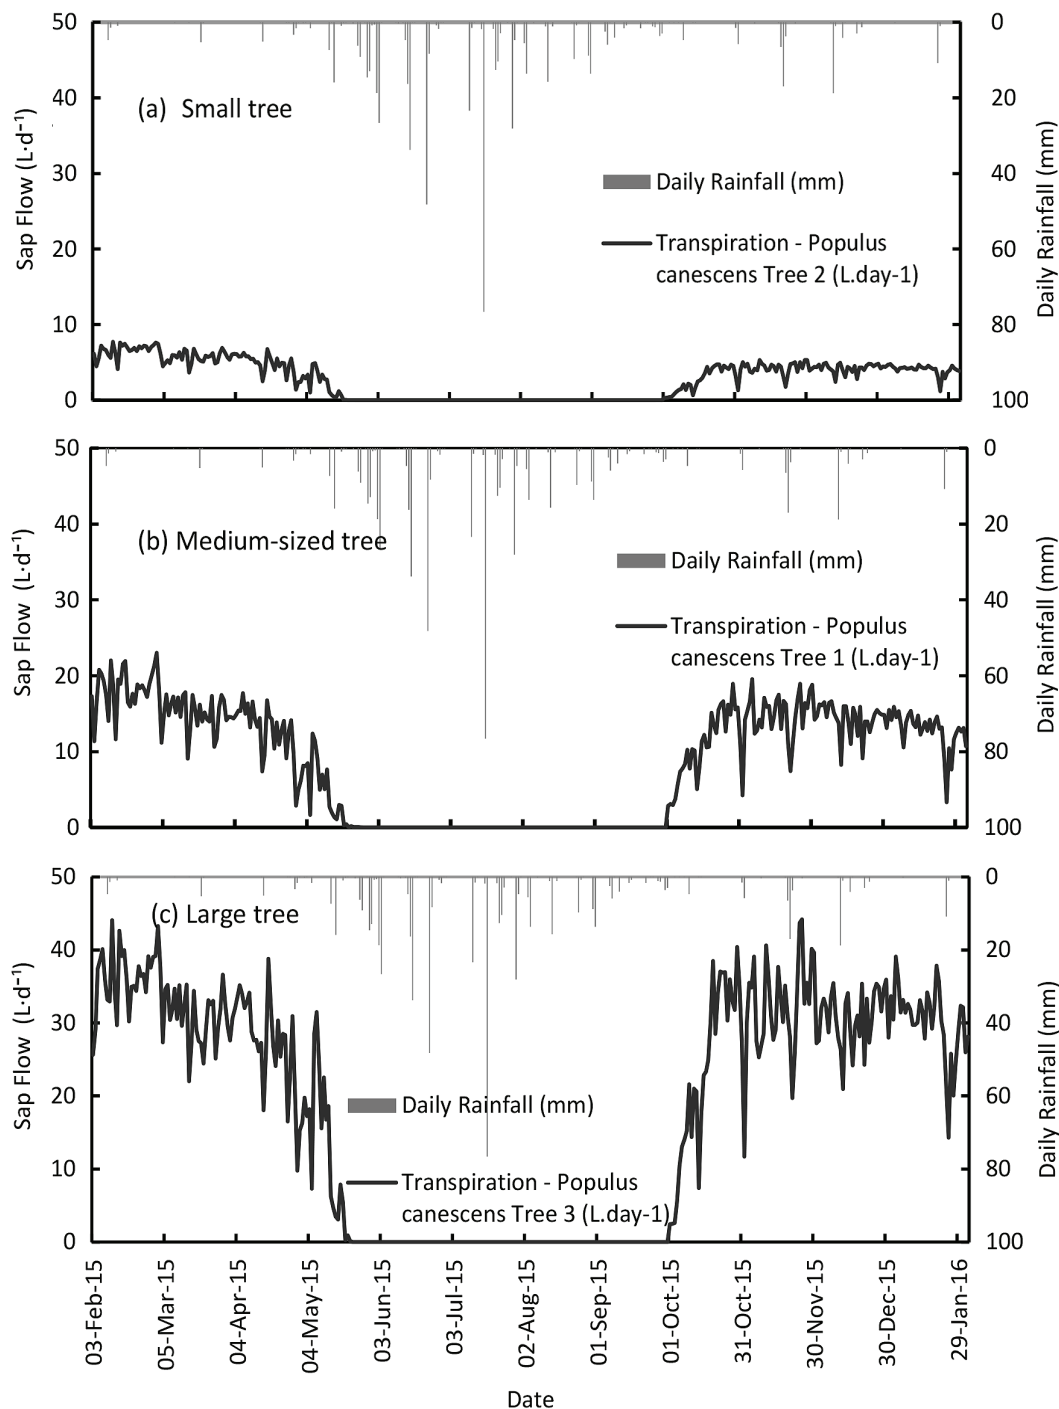 50
40
30
20
10
0
Sap Flow (L·d⁻¹)
(a) Small tree
Daily Rainfall (mm)
Transpiration - Populus
canescens Tree 2 (L.day-1)
0
20
40
60
80
100
Daily Rainfall (mm)
50
40
30
20
10
0
Sap Flow (L·d⁻¹)
(b) Medium-sized tree
Daily Rainfall (mm)
Transpiration - Populus
canescens Tree 1 (L.day-1)
0
20
40
60
80
100
Daily Rainfall (mm)
50
40
30
20
10
0
Sap Flow (L·d⁻¹)
(c) Large tree
Daily Rainfall (mm)
Transpiration - Populus
canescens Tree 3 (L.day-1)
0
20
40
60
80
100
Daily Rainfall (mm)
03-Feb-15
05-Mar-15
04-Apr-15
04-May-15
03-Jun-15
03-Jul-15
02-Aug-15
01-Sep-15
01-Oct-15
31-Oct-15
30-Nov-15
30-Dec-15
29-Jan-16
Date